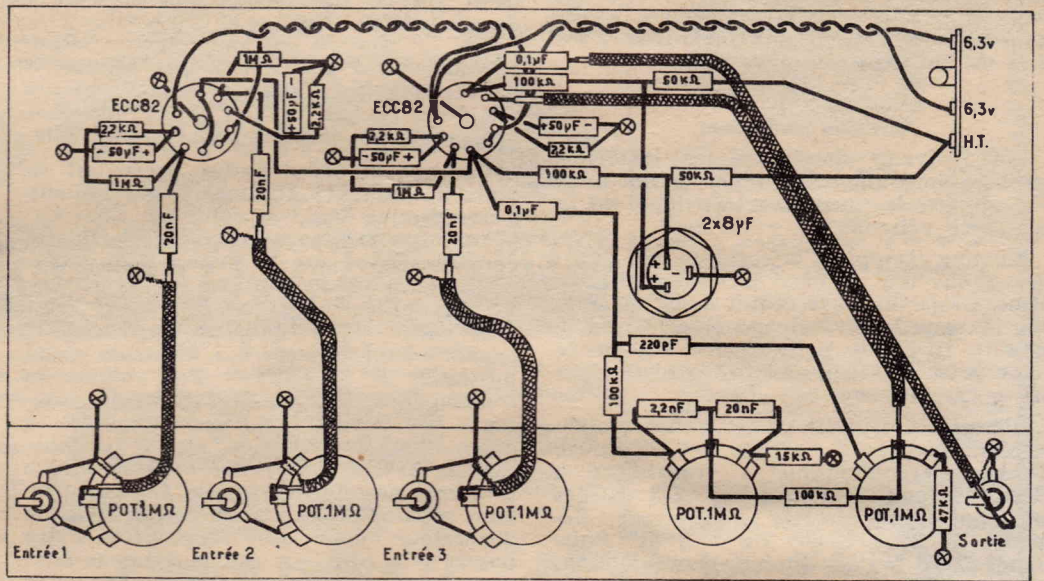 6,3v
1MΩ
0,1µF
100kΩ
50KΩ
ECC82
+50µF-
2,2KΩ
ECC82
6,3v
2,2KΩ
-50µF+
1MΩ
2,2KΩ
-50µF+
1MΩ
+50µF-
2,2KΩ
H.T.
20nF
100KΩ
50KΩ
20nF
20nF
0,1µF
2x8µF
+
+
-
220pF
100KΩ
2,2nF
20nF
15KΩ
100KΩ
47KΩ
POT.1MΩ
POT.1MΩ
POT.1MΩ
POT.1MΩ
POT.1MΩ
Entrée 1
Entrée 2
Entrée 3
Sortie